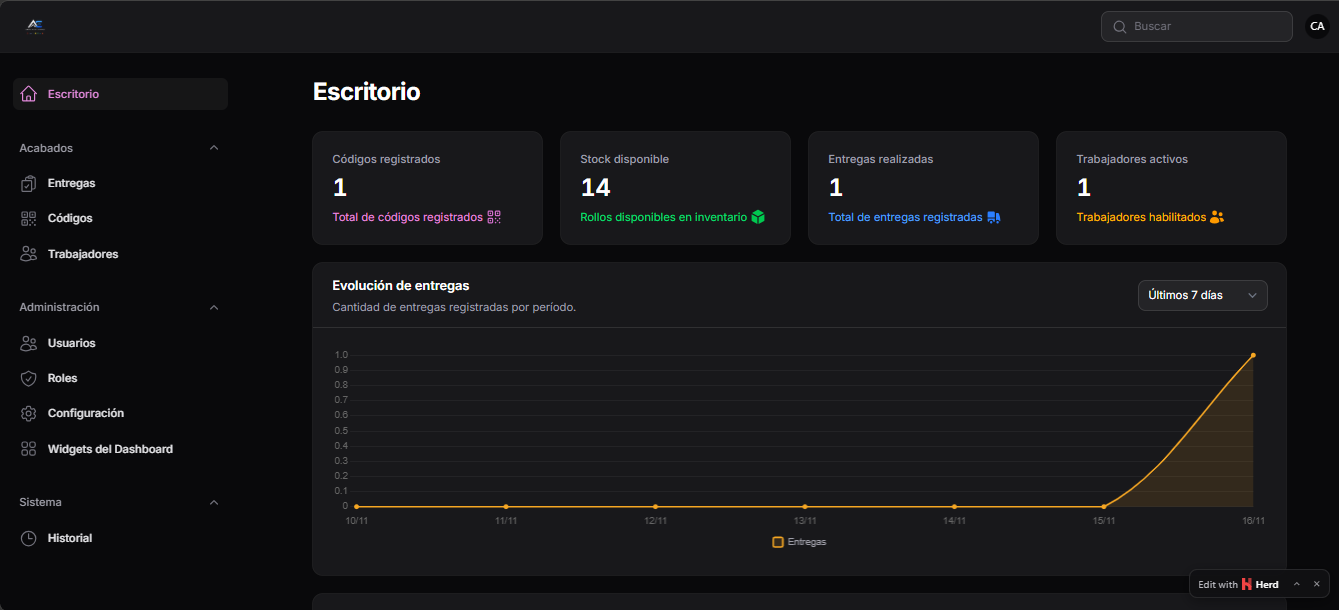 Buscar
CA
Escritorio
Acabados
Entregas
Códigos
Trabajadores
Administración
Usuarios
Roles
Configuración
Widgets del Dashboard
Sistema
Historial
Escritorio
Códigos registrados
1
Total de códigos registrados
Stock disponible
14
Rollos disponibles en inventario
Entregas realizadas
1
Total de entregas registradas
Trabajadores activos
1
Trabajadores habilitados
Evolución de entregas
Cantidad de entregas registradas por período.
Últimos 7 días
1.0
0.9
0.8
0.7
0.6
0.5
0.4
0.3
0.2
0.1
0
10/11 11/11 12/11 13/11 14/11 15/11 16/11
Entregas
Edit with Herd